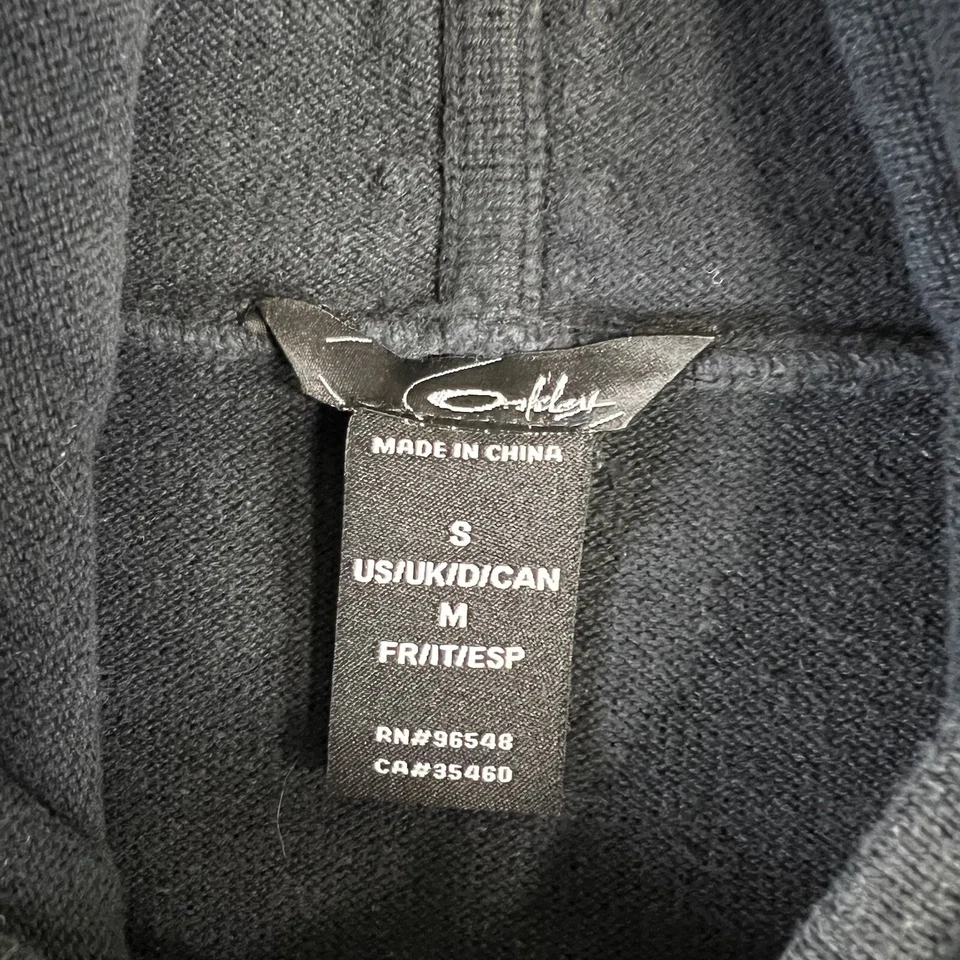 Oakley
MADE IN CHINA
S
US/UK/D/CAN
M
FR/IT/ESP
RN#96548
CA#35460